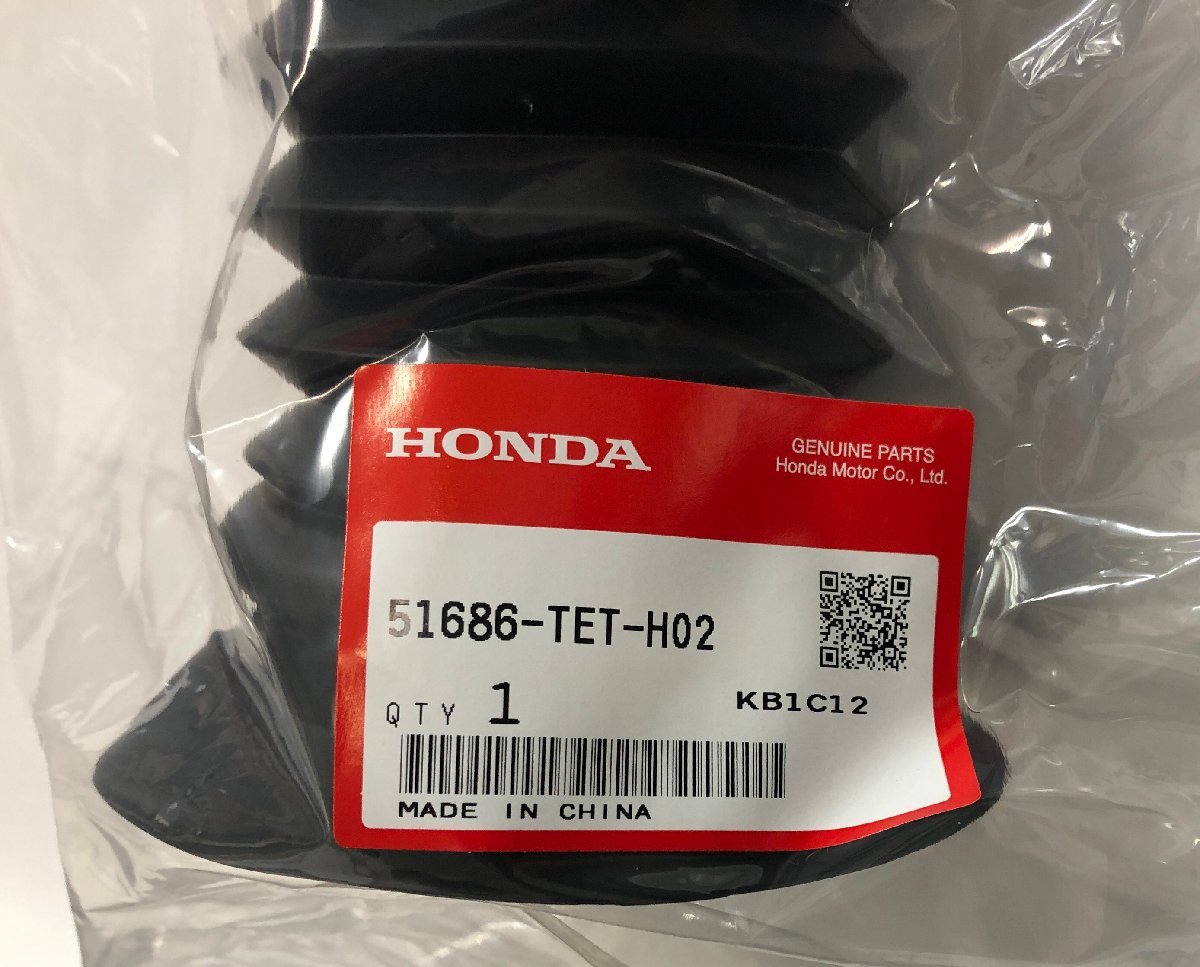 HONDA
GENUINE PARTS
Honda Motor Co., Ltd.
51686-TET-H02
QTY 1
KB1C12
MADE IN CHINA